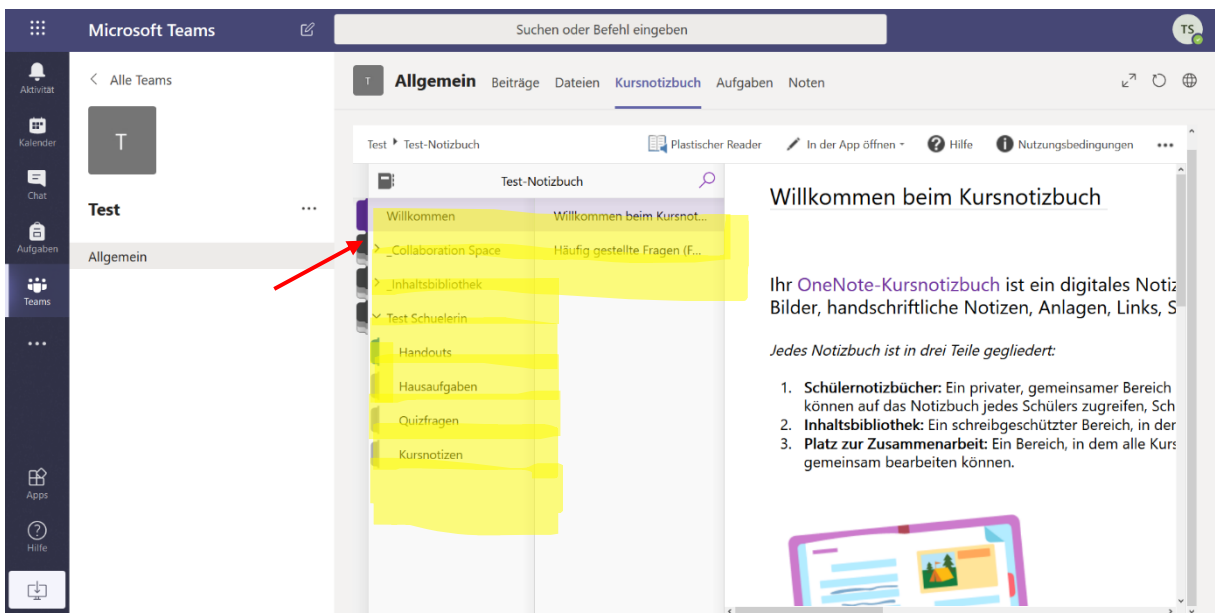 Microsoft Teams
Suchen oder Befehl eingeben
TS
Aktivität
Kalender
Chat
Aufgaben
Teams
Apps
Hilfe
Alle Teams
T
Test
Allgemein
T Allgemein Beiträge Dateien Kursnotizbuch Aufgaben Noten
Test Test-Notizbuch Plastischer Reader In der App öffnen Hilfe Nutzungsbedingungen
Test-Notizbuch
Willkommen
_Collaboration Space
_Inhaltsbibliothek
Test Schuelerin
Handouts
Hausaufgaben
Quizfragen
Kursnotizen
Willkommen beim Kursnot...
Häufig gestellte Fragen (F...
Willkommen beim Kursnotizbuch
Ihr OneNote-Kursnotizbuch ist ein digitales Notiz
Bilder, handschriftliche Notizen, Anlagen, Links, S
Jedes Notizbuch ist in drei Teile gegliedert:
1. Schülernotizbücher: Ein privater, gemeinsamer Bereich
können auf das Notizbuch jedes Schülers zugreifen, Sch
2. Inhaltsbibliothek: Ein schreibgeschützter Bereich, in der
3. Platz zur Zusammenarbeit: Ein Bereich, in dem alle Kurs
gemeinsam bearbeiten können.